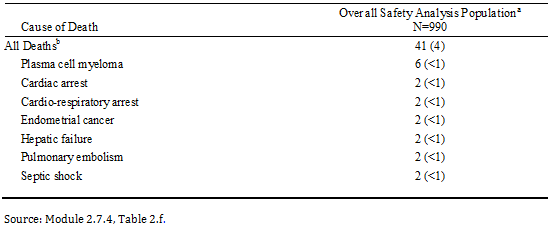 Overall Safety Analysis Populationa
Cause of Death N=990
All Deathsb 41 (4)
Plasma cell myeloma 6 (<1)
Cardiac arrest 2 (<1)
Cardio-respiratory arrest 2 (<1)
Endometrial cancer 2 (<1)
Hepatic failure 2 (<1)
Pulmonary embolism 2 (<1)
Septic shock 2 (<1)
Source: Module 2.7.4, Table 2.f.